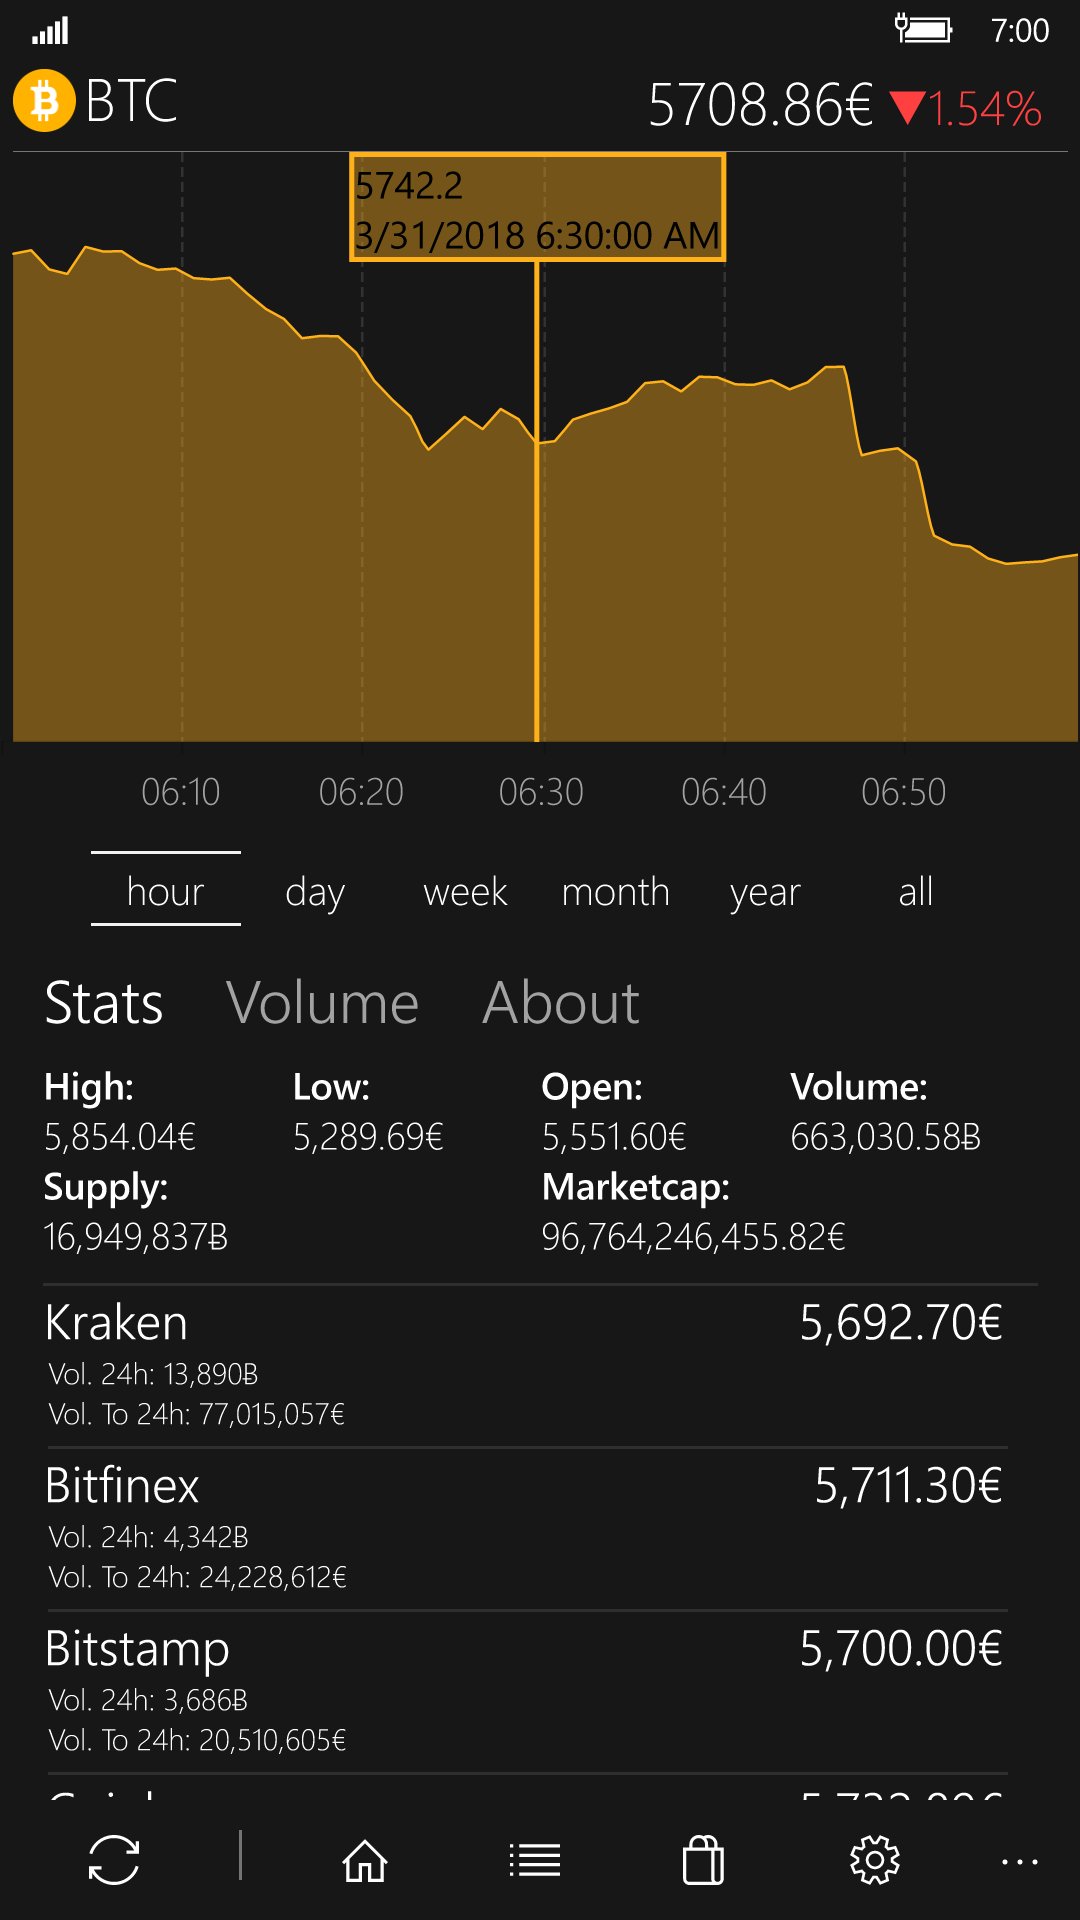 7:00
BTC 5708.86€ ▼1.54%
5742.2
3/31/2018 6:30:00 AM
06:10 06:20 06:30 06:40 06:50
hour day week month year all
Stats Volume About
High: Low: Open: Volume:
5,854.04€ 5,289.69€ 5,551.60€ 663,030.58Ƀ
Supply: Marketcap:
16,949,837Ƀ 96,764,246,455.82€
Kraken 5,692.70€
Vol. 24h: 13,890Ƀ
Vol. To 24h: 77,015,057€
Bitfinex 5,711.30€
Vol. 24h: 4,342Ƀ
Vol. To 24h: 24,228,612€
Bitstamp 5,700.00€
Vol. 24h: 3,686Ƀ
Vol. To 24h: 20,510,605€